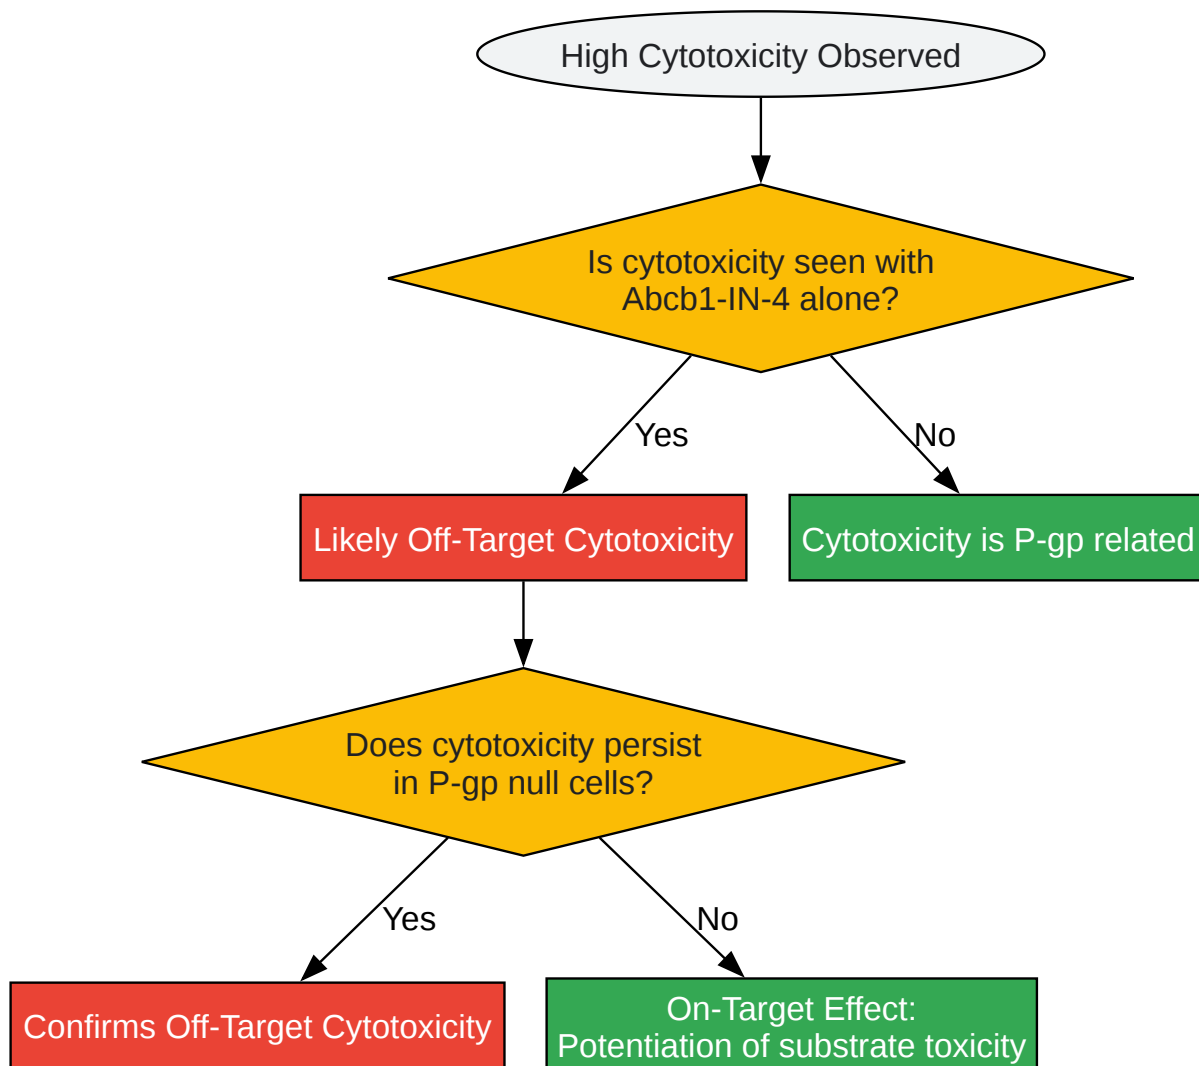 High Cytotoxicity Observed
Is cytotoxicity seen with
Abcb1-IN-4 alone?
Yes
No
Likely Off-Target Cytotoxicity
Cytotoxicity is P-gp related
Does cytotoxicity persist
in P-gp null cells?
Yes
No
Confirms Off-Target Cytotoxicity
On-Target Effect:
Potentiation of substrate toxicity